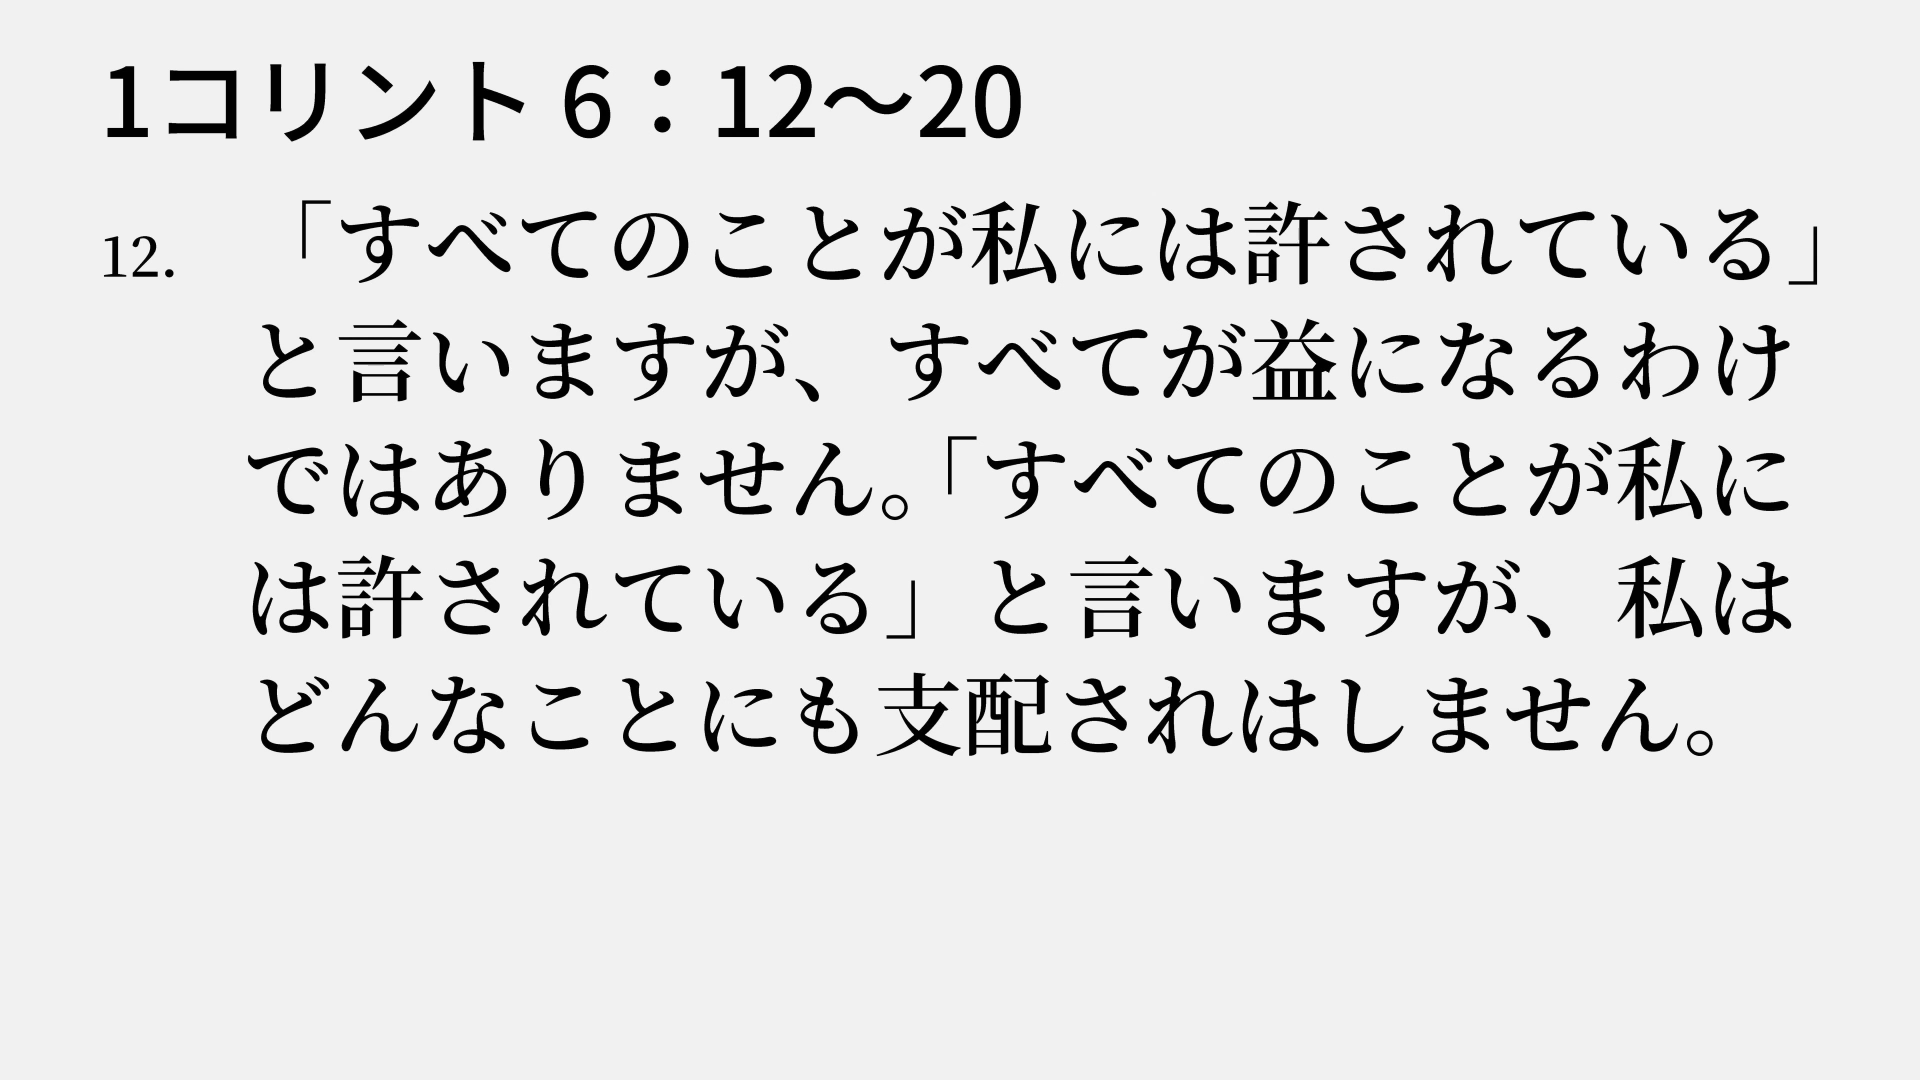 1コリント 6：12〜20
12. 「すべてのことが私には許されている」
と言いますが、すべてが益になるわけ
ではありません。「すべてのことが私に
は許されている」と言いますが、私は
どんなことにも支配されはしません。